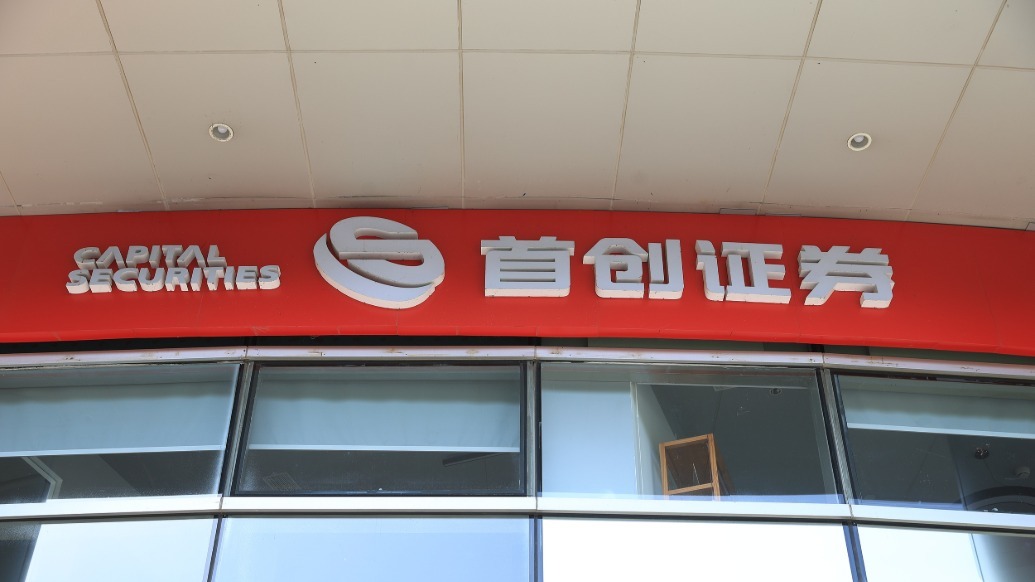 CAPITAL
SECURITIES
首创证券